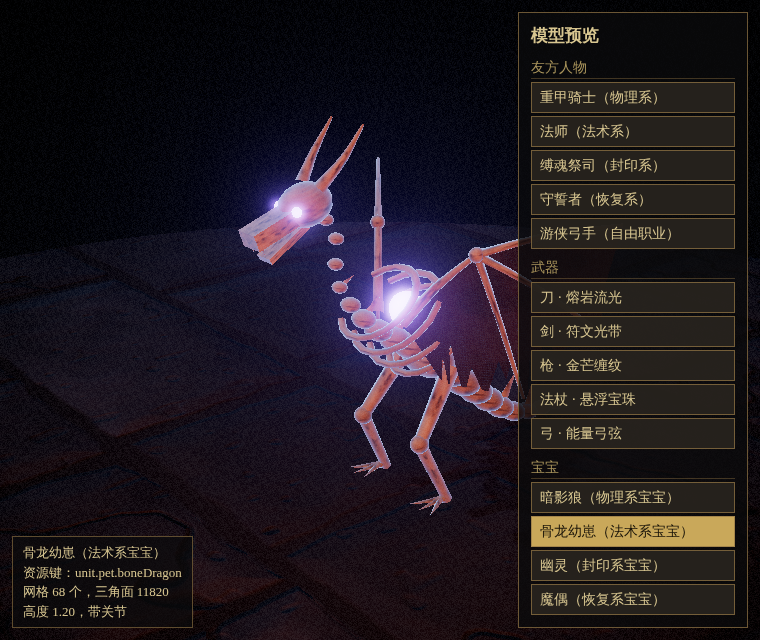 模型预览
友方人物
重甲骑士（物理系）
法师（法术系）
缚魂祭司（封印系）
守誓者（恢复系）
游侠弓手（自由职业）
武器
刀 · 熔岩流光
剑 · 符文光带
枪 · 金芒缠纹
法杖 · 悬浮宝珠
弓 · 能量弓弦
宝宝
暗影狼（物理系宝宝）
骨龙幼崽（法术系宝宝）
幽灵（封印系宝宝）
魔偶（恢复系宝宝）
骨龙幼崽（法术系宝宝）
资源键：unit.pet.boneDragon
网格 68 个，三角面 11820
高度 1.20，带关节